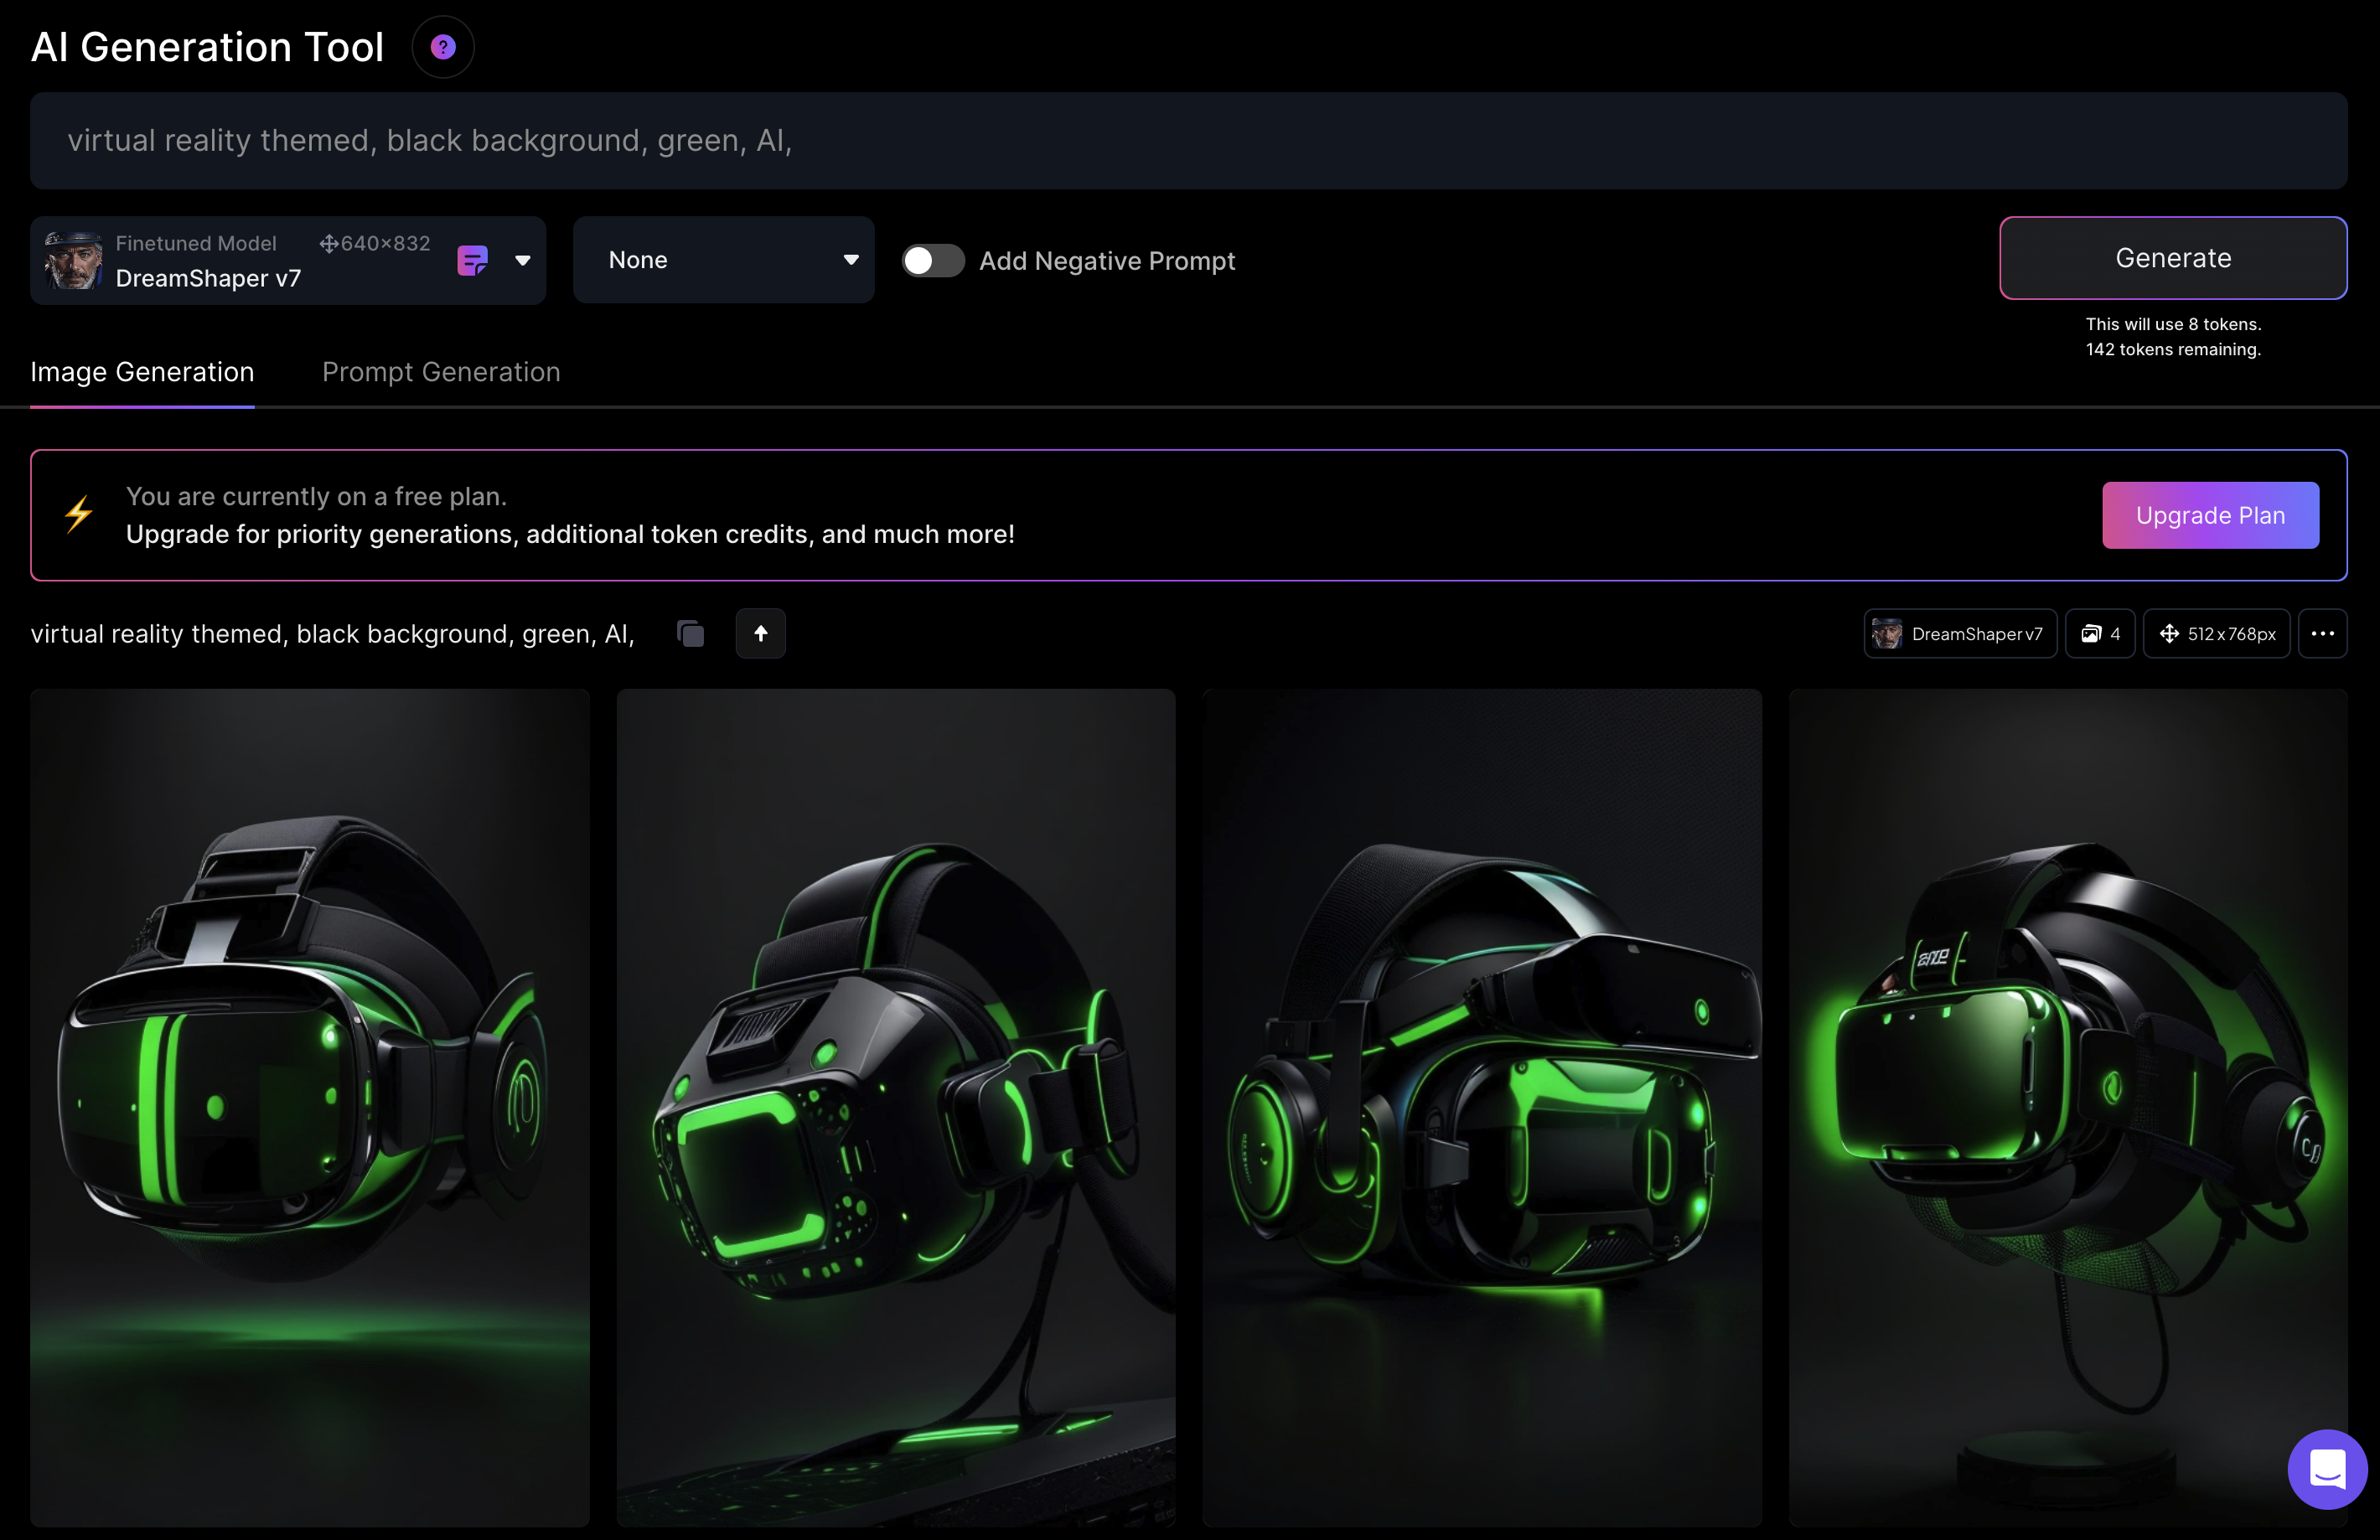 AI Generation Tool
?
virtual reality themed, black background, green, AI,
Finetuned Model 640×832
DreamShaper v7
None
Add Negative Prompt
Generate
This will use 8 tokens.
142 tokens remaining.
Image Generation
Prompt Generation
You are currently on a free plan.
Upgrade for priority generations, additional token credits, and much more!
Upgrade Plan
virtual reality themed, black background, green, AI,
DreamShaper v7
4
512 x 768px